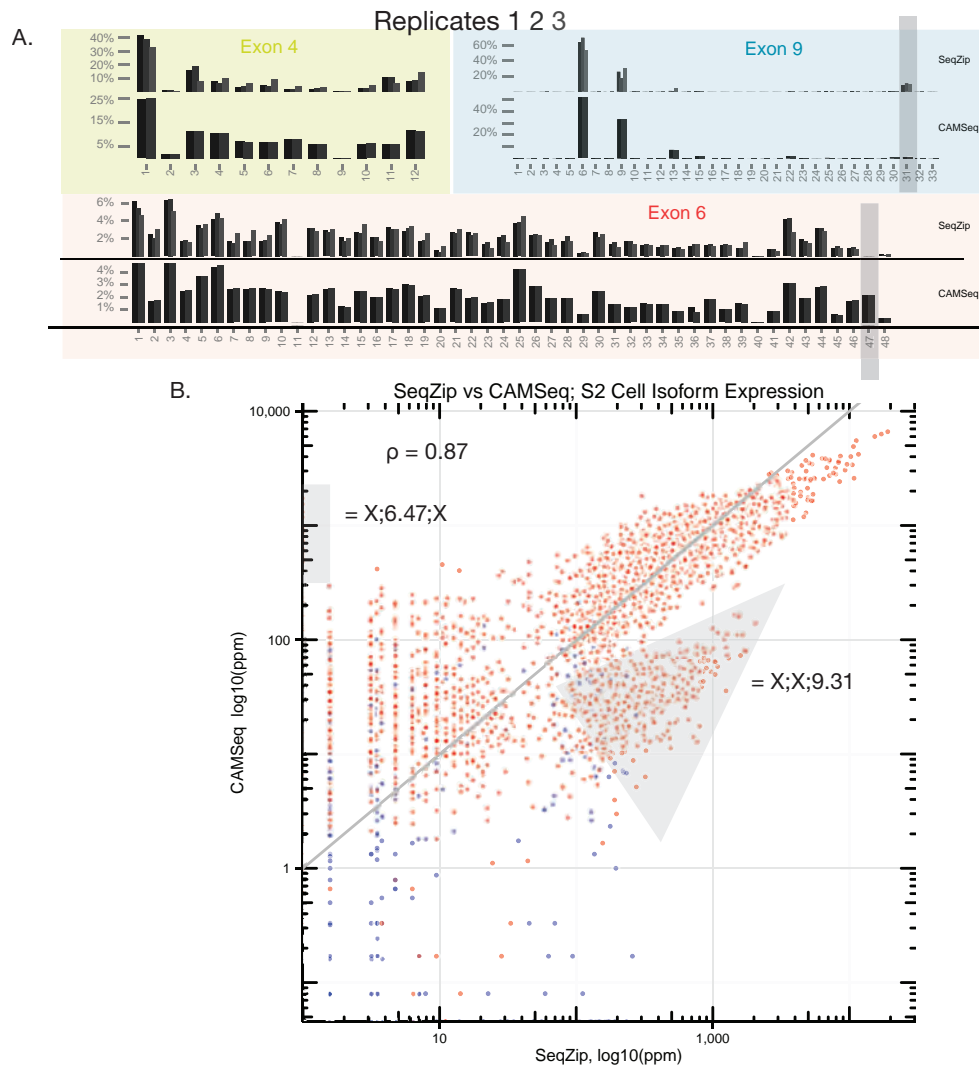 Replicates 1 2 3
A.
Exon 4
40%
30%
20%
10%
25%
15%
5%
1 2 3 4 5 6 7 8 9 10 11 12
Exon 9
60%
40%
20%
SeqZip
40%
20%
CAMSeq
1 2 3 4 5 6 7 8 9 10 11 12 13 14 15 16 17 18 19 20 21 22 23 24 25 26 27 28 29 30 31 32 33
Exon 6
6%
4%
2%
SeqZip
4%
3%
2%
1%
CAMSeq
1 2 3 4 5 6 7 8 9 10 11 12 13 14 15 16 17 18 19 20 21 22 23 24 25 26 27 28 29 30 31 32 33 34 35 36 37 38 39 40 41 42 43 44 45 46 47 48
B.
SeqZip vs CAMSeq; S2 Cell Isoform Expression
10,000
ρ = 0.87
= X;6.47;X
100
= X;X;9.31
CAMSeq log10(ppm)
1
10
1,000
SeqZip, log10(ppm)